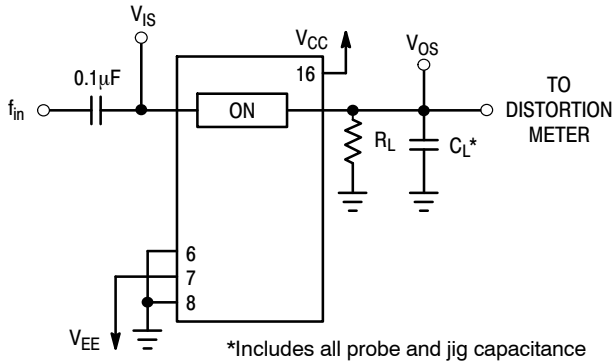 V_IS
V_CC
V_OS
0.1µF
16
f_in
ON
TO
DISTORTION
METER
R_L
C_L*
6
7
8
V_EE
*Includes all probe and jig capacitance